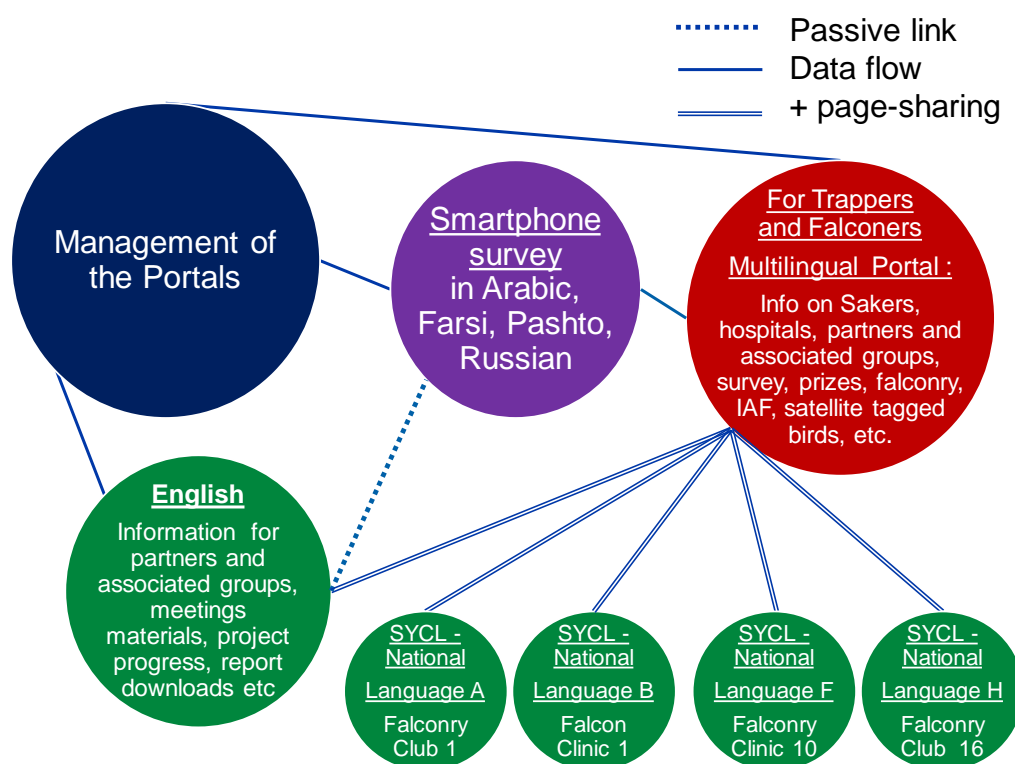 Passive link
Data flow
+ page-sharing
Management of
the Portals
Smartphone
survey
in Arabic,
Farsi, Pashto,
Russian
For Trappers
and Falconers
Multilingual Portal :
Info on Sakers,
hospitals, partners and
associated groups,
survey, prizes, falconry,
IAF, satellite tagged
birds, etc.
English
Information for
partners and
associated groups,
meetings
materials, project
progress, report
downloads etc
SYCL -
National
Language A
Falconry
Club 1
SYCL -
National
Language B
Falcon
Clinic 1
SYCL -
National
Language F
Falconry
Clinic 10
SYCL -
National
Language H
Falconry
Club 16